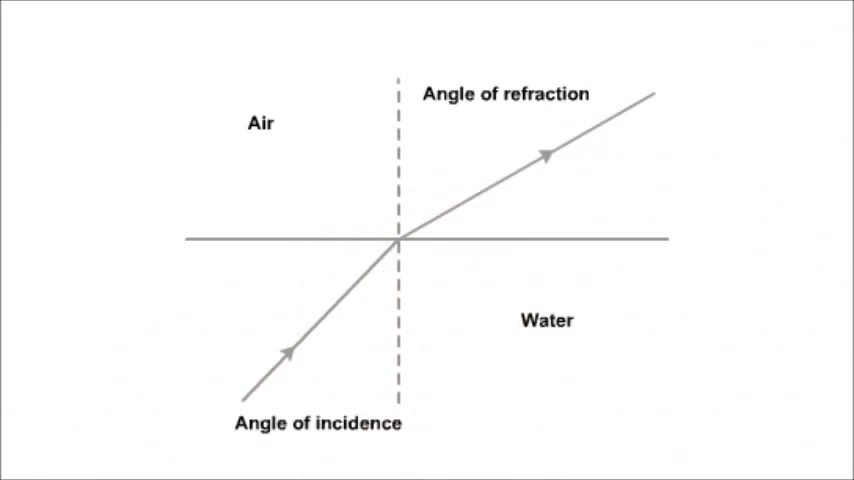 Angle of refraction
Air
Water
Angle of incidence